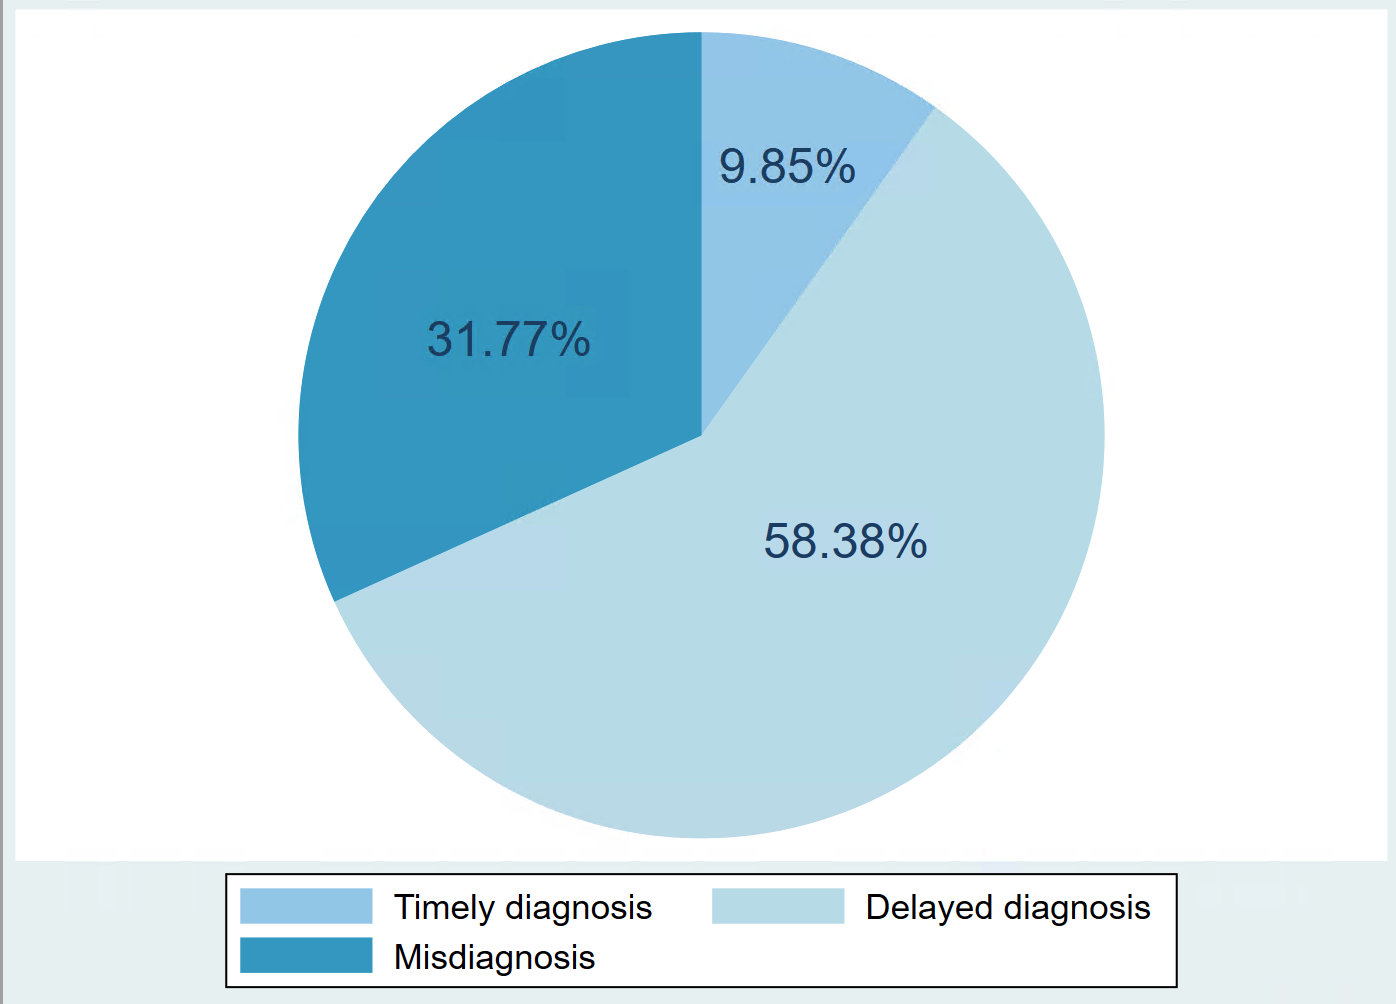 9.85%
31.77%
58.38%
Timely diagnosis
Delayed diagnosis
Misdiagnosis